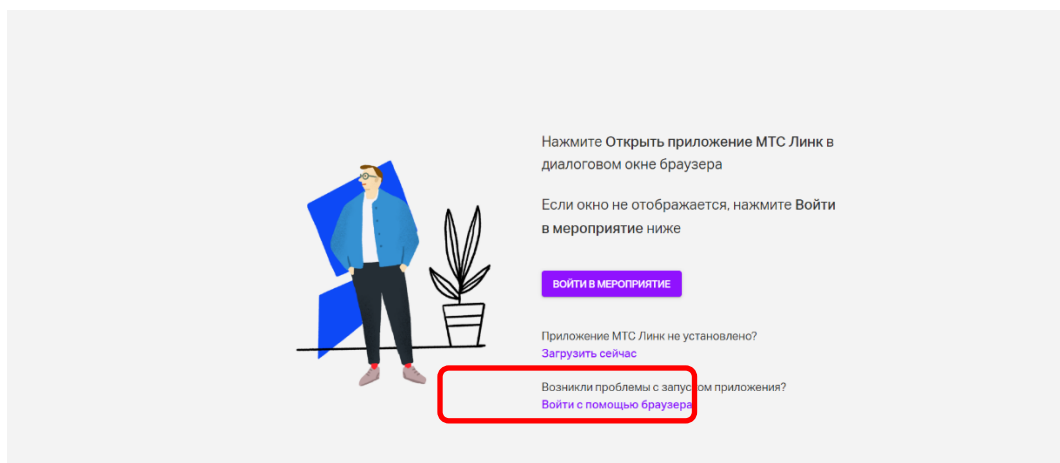 Нажмите Открыть приложение МТС Линк в
диалоговом окне браузера
Если окно не отображается, нажмите Войти
в мероприятие ниже
ВОЙТИ В МЕРОПРИЯТИЕ
Приложение МТС Линк не установлено?
Загрузить сейчас
Возникли проблемы с запуском приложения?
Войти с помощью браузера